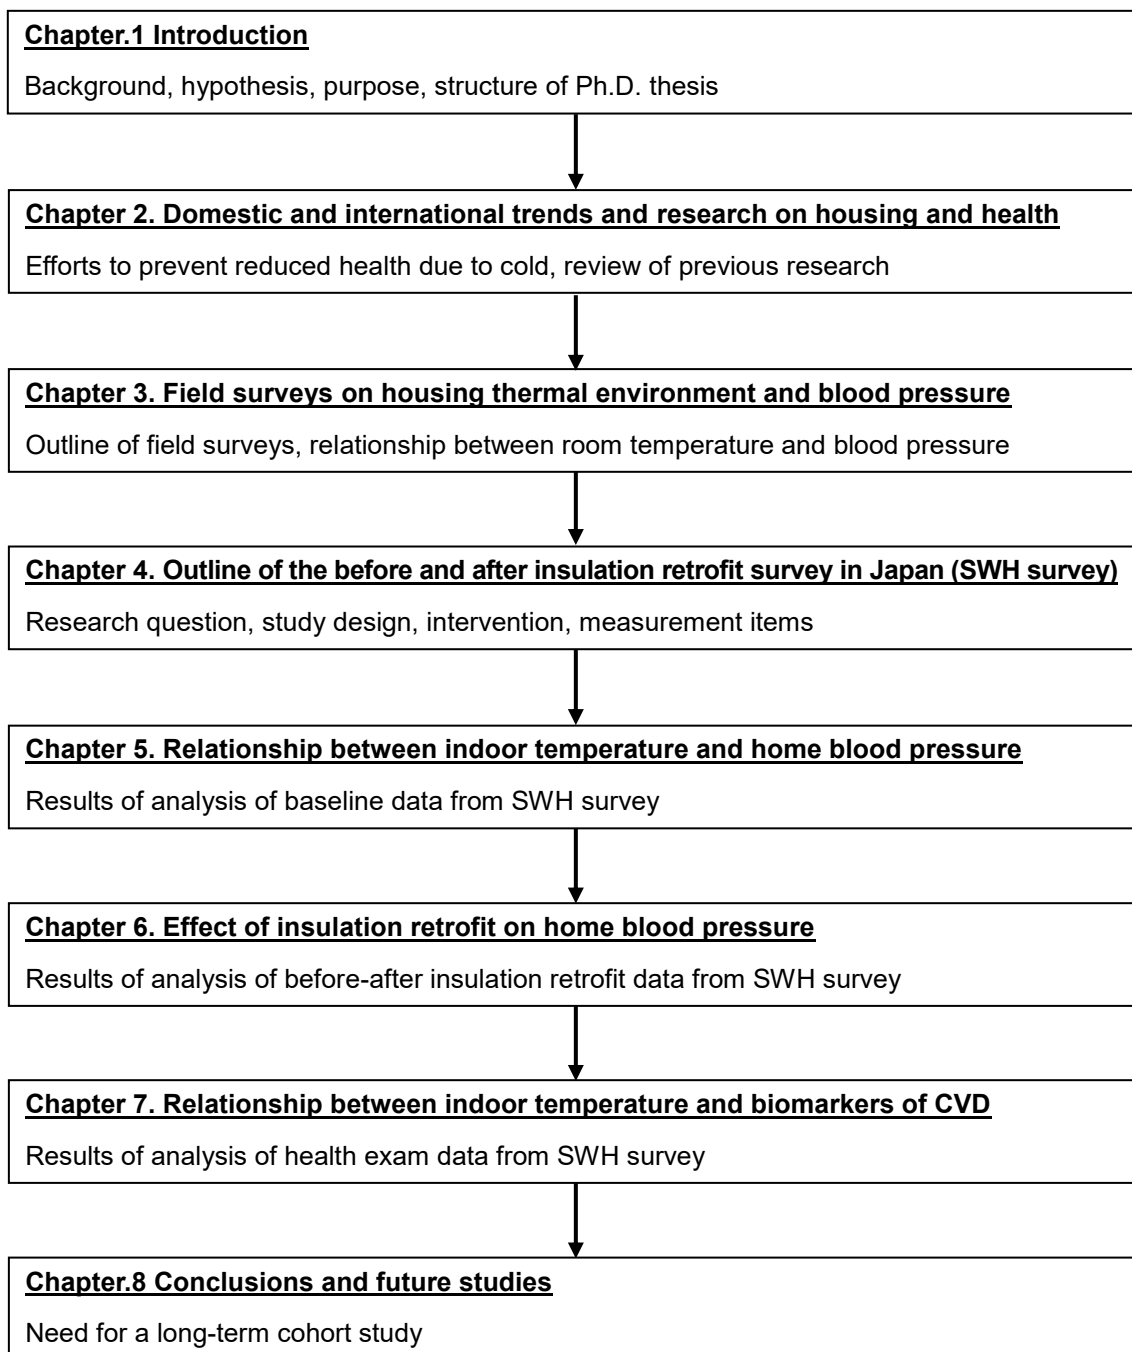 Chapter.1 Introduction
Background, hypothesis, purpose, structure of Ph.D. thesis
Chapter 2. Domestic and international trends and research on housing and health
Efforts to prevent reduced health due to cold, review of previous research
Chapter 3. Field surveys on housing thermal environment and blood pressure
Outline of field surveys, relationship between room temperature and blood pressure
Chapter 4. Outline of the before and after insulation retrofit survey in Japan (SWH survey)
Research question, study design, intervention, measurement items
Chapter 5. Relationship between indoor temperature and home blood pressure
Results of analysis of baseline data from SWH survey
Chapter 6. Effect of insulation retrofit on home blood pressure
Results of analysis of before-after insulation retrofit data from SWH survey
Chapter 7. Relationship between indoor temperature and biomarkers of CVD
Results of analysis of health exam data from SWH survey
Chapter.8 Conclusions and future studies
Need for a long-term cohort study